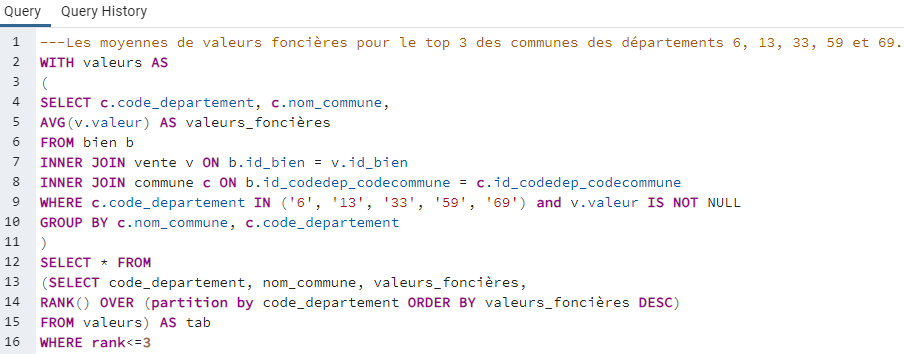 Query Query History
1 ---Les moyennes de valeurs foncières pour le top 3 des communes des départements 6, 13, 33, 59 et 69.
2 WITH valeurs AS
3 (
4 SELECT c.code_departement, c.nom_commune,
5 AVG(v.valeur) AS valeurs_foncières
6 FROM bien b
7 INNER JOIN vente v ON b.id_bien = v.id_bien
8 INNER JOIN commune c ON b.id_codedep_codecommune = c.id_codedep_codecommune
9 WHERE c.code_departement IN ('6', '13', '33', '59', '69') and v.valeur IS NOT NULL
10 GROUP BY c.nom_commune, c.code_departement
11 )
12 SELECT * FROM
13 (SELECT code_departement, nom_commune, valeurs_foncières,
14 RANK() OVER (partition by code_departement ORDER BY valeurs_foncières DESC)
15 FROM valeurs) AS tab
16 WHERE rank<=3